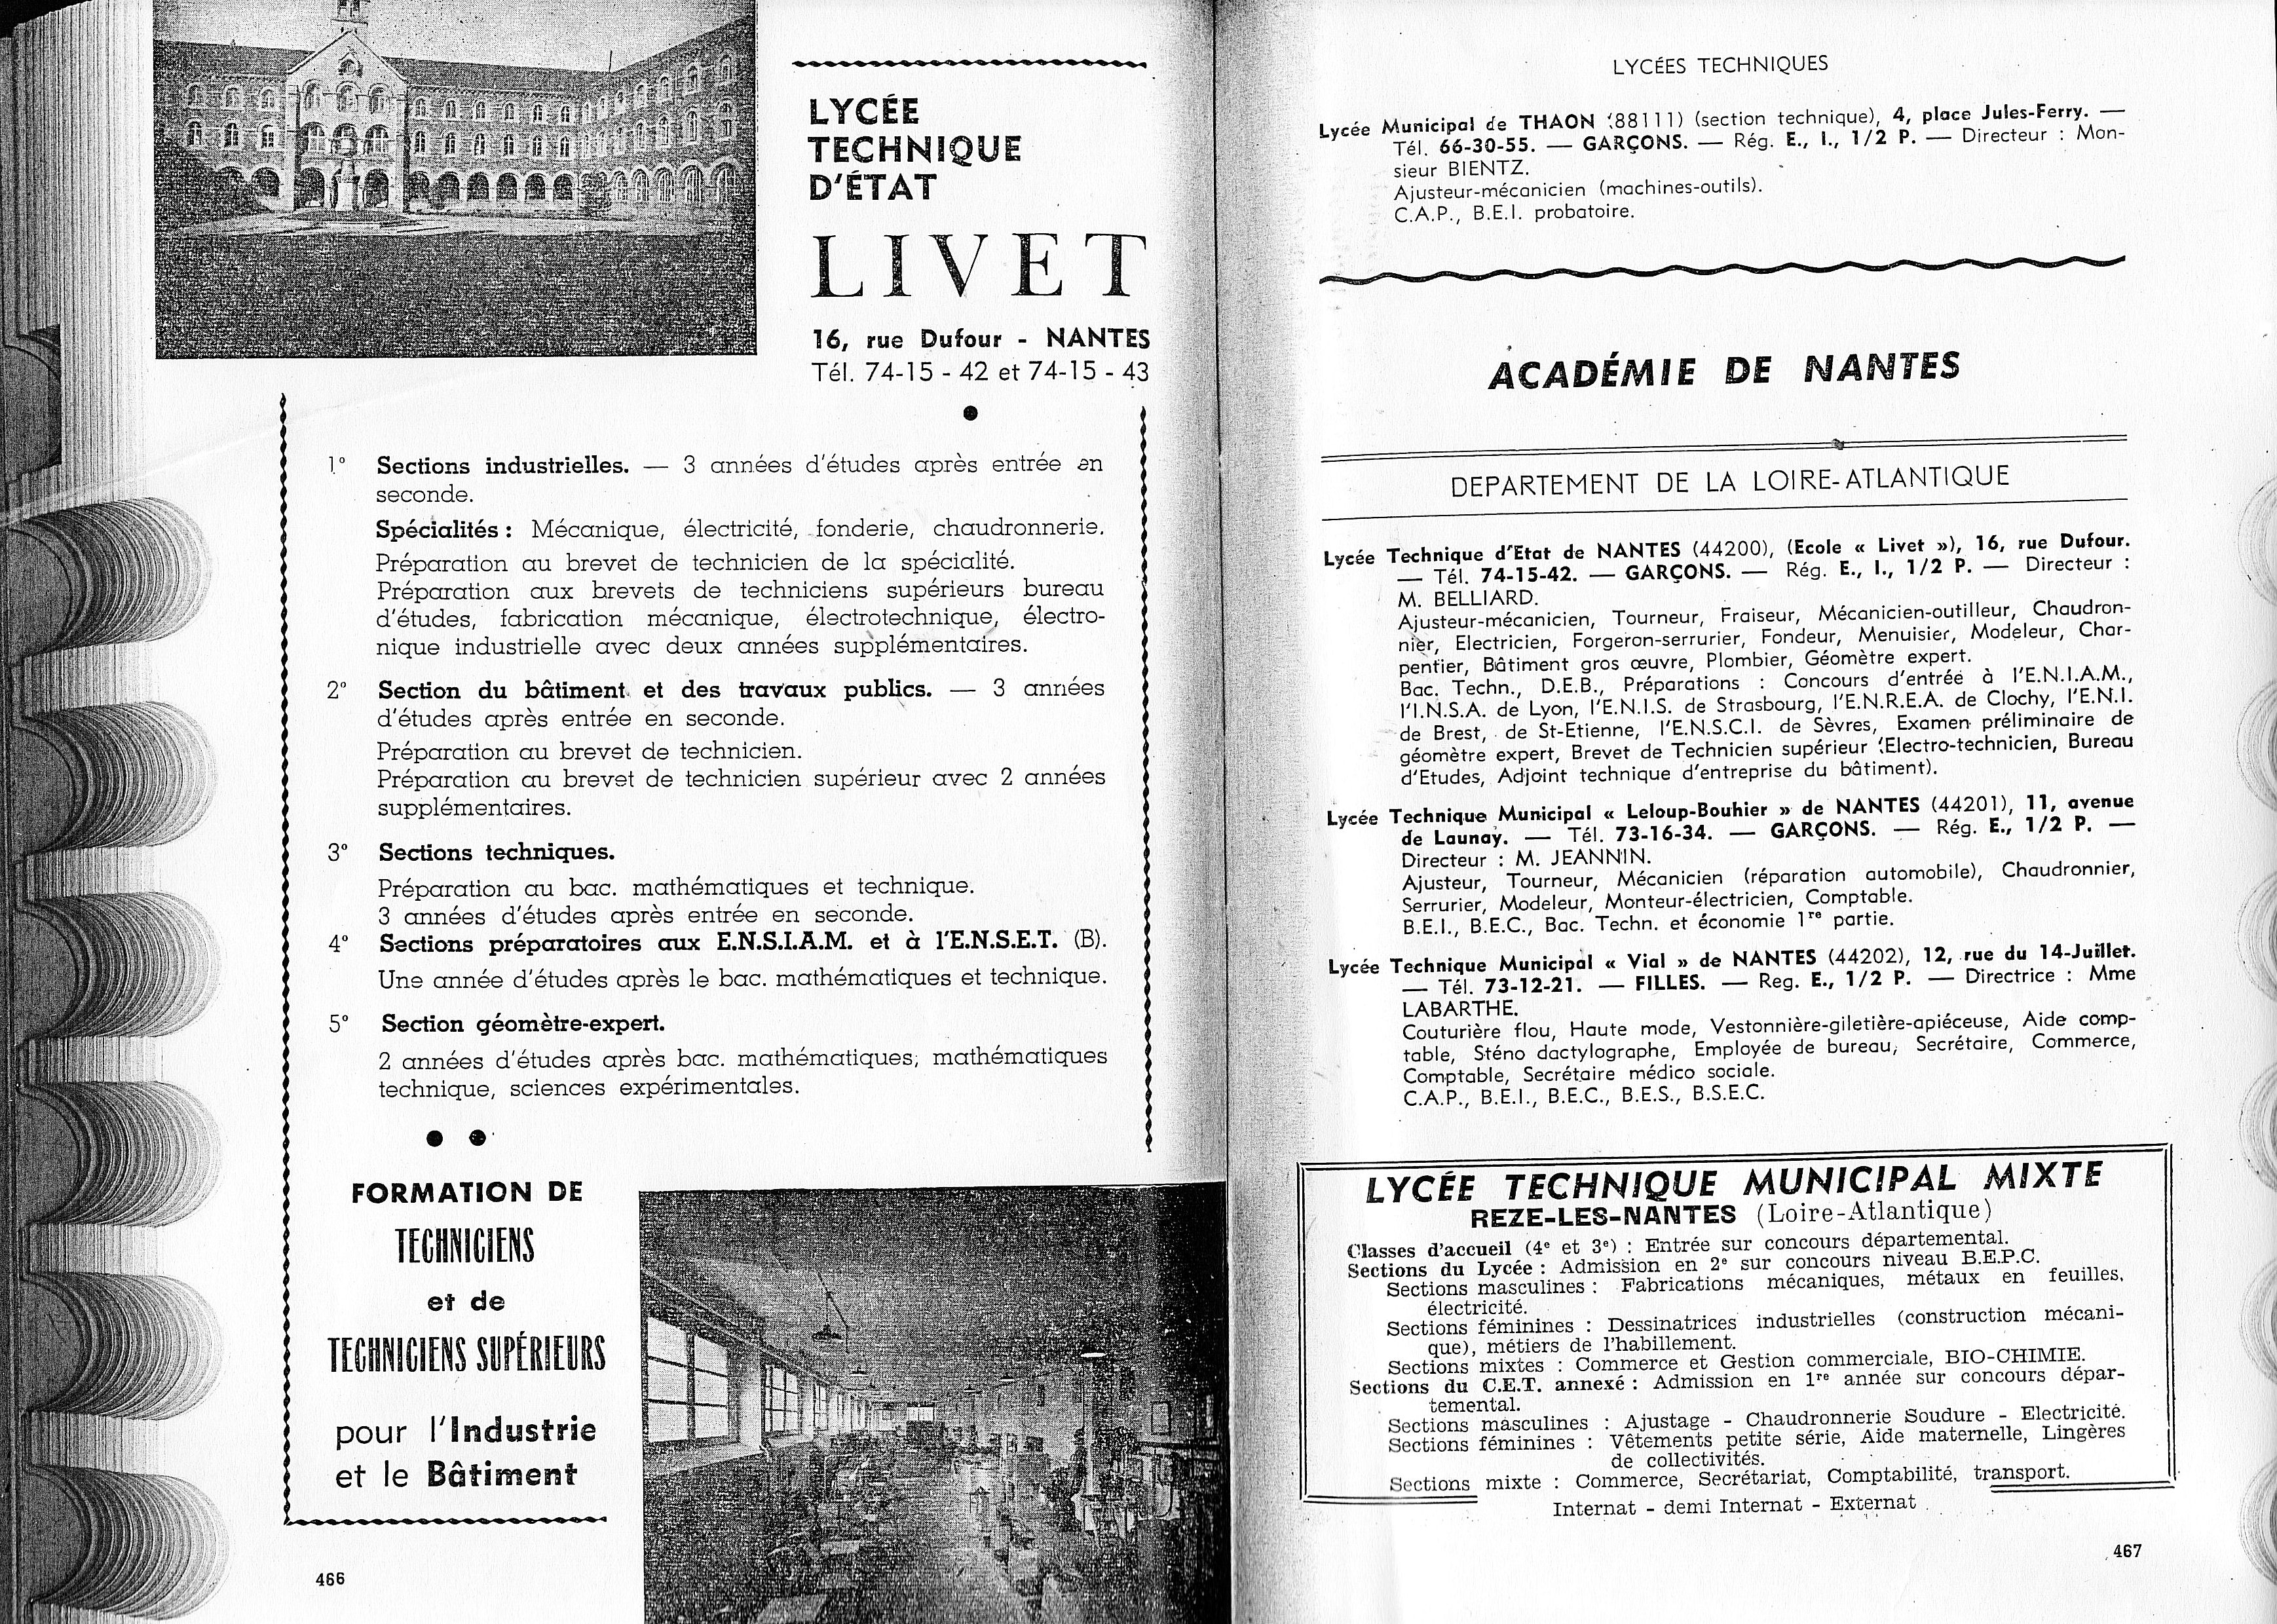 LYCÉE
TECHNIQUE
D'ÉTAT
LIVET
16, rue Dufour - NANTES
Tél. 74-15 - 42 et 74-15 - 43
1° Sections industrielles. — 3 années d'études après entrée en
seconde.
Spécialités : Mécanique, électricité, fonderie, chaudronnerie.
Préparation au brevet de technicien de la spécialité.
Préparation aux brevets de techniciens supérieurs bureau
d'études, fabrication mécanique, électrotechnique, électro-
nique industrielle avec deux années supplémentaires.
2° Section du bâtiment et des travaux publics. — 3 années
d'études après entrée en seconde.
Préparation au brevet de technicien.
Préparation au brevet de technicien supérieur avec 2 années
supplémentaires.
3° Sections techniques.
Préparation au bac. mathématiques et technique.
3 années d'études après entrée en seconde.
4° Sections préparatoires aux E.N.S.I.A.M. et à l'E.N.S.E.T. (B).
Une année d'études après le bac. mathématiques et technique.
5° Section géomètre-expert.
2 années d'études après bac. mathématiques, mathématiques
technique, sciences expérimentales.
FORMATION DE
TECHNICIENS
et de
TECHNICIENS SUPÉRIEURS
pour l'Industrie
et le Bâtiment
466
LYCÉES TECHNIQUES
Lycée Municipal de THAON (88111) (section technique), 4, place Jules-Ferry. —
Tél. 66-30-55. — GARÇONS. — Rég. E., I., 1/2 P. — Directeur : Mon-
sieur BIENTZ.
Ajusteur-mécanicien (machines-outils).
C.A.P., B.E.I. probatoire.
ACADÉMIE DE NANTES
DEPARTEMENT DE LA LOIRE-ATLANTIQUE
Lycée Technique d'Etat de NANTES (44200), (Ecole « Livet »), 16, rue Dufour.
— Tél. 74-15-42. — GARÇONS. — Rég. E., I., 1/2 P. — Directeur :
M. BELLIARD.
Ajusteur-mécanicien, Tourneur, Fraiseur, Mécanicien-outilleur, Chaudron-
nier, Electricien, Forgeron-serrurier, Fondeur, Menuisier, Modeleur, Char-
pentier, Bâtiment gros œuvre, Plombier, Géomètre expert.
Bac. Techn., D.E.B., Préparations : Concours d'entréé à l'E.N.I.A.M.,
l'I.N.S.A. de Lyon, l'E.N.I.S. de Strasbourg, l'E.N.R.E.A. de Clochy, l'E.N.I.
de Brest, de St-Etienne, l'E.N.S.C.I. de Sèvres, Examen préliminaire de
géomètre expert, Brevet de Technicien supérieur (Electro-technicien, Bureau
d'Etudes, Adjoint technique d'entreprise du bâtiment).
Lycée Technique Municipal « Leloup-Bouhier » de NANTES (44201), 11, avenue
de Launay. — Tél. 73-16-34. — GARÇONS. — Rég. E., 1/2 P. —
Directeur : M. JEANNIN.
Ajusteur, Tourneur, Mécanicien (réparation automobile), Chaudronnier,
Serrurier, Modeleur, Monteur-électricien, Comptable.
B.E.I., B.E.C., Bac. Techn. et économie 1re partie.
Lycée Technique Municipal « Vial » de NANTES (44202), 12, rue du 14-Juillet.
— Tél. 73-12-21. — FILLES. — Reg. E., 1/2 P. — Directrice : Mme
LABARTHE.
Couturière flou, Haute mode, Vestonnière-giletière-apiéceuse, Aide comp-
table, Sténo dactylographe, Employée de bureau, Secrétaire, Commerce,
Comptable, Secrétaire médico sociale.
C.A.P., B.E.I., B.E.C., B.E.S., B.S.E.C.
LYCÉE TECHNIQUE MUNICIPAL MIXTE
REZE-LES-NANTES (Loire-Atlantique)
Classes d'accueil (4e et 3e) : Entrée sur concours départemental.
Sections du Lycée : Admission en 2e sur concours niveau B.E.P.C.
Sections masculines : Fabrications mécaniques, métaux en feuilles,
électricité.
Sections féminines : Dessinatrices industrielles (construction mécani-
que), métiers de l'habillement.
Sections mixtes : Commerce et Gestion commerciale, BIO-CHIMIE.
Sections du C.E.T. annexé : Admission en 1re année sur concours dépar-
temental.
Sections masculines : Ajustage - Chaudronnerie Soudure - Electricité.
Sections féminines : Vêtements petite série, Aide maternelle, Lingères
de collectivités.
Sections mixte : Commerce, Secrétariat, Comptabilité, transport.
Internat - demi Internat - Externat
467